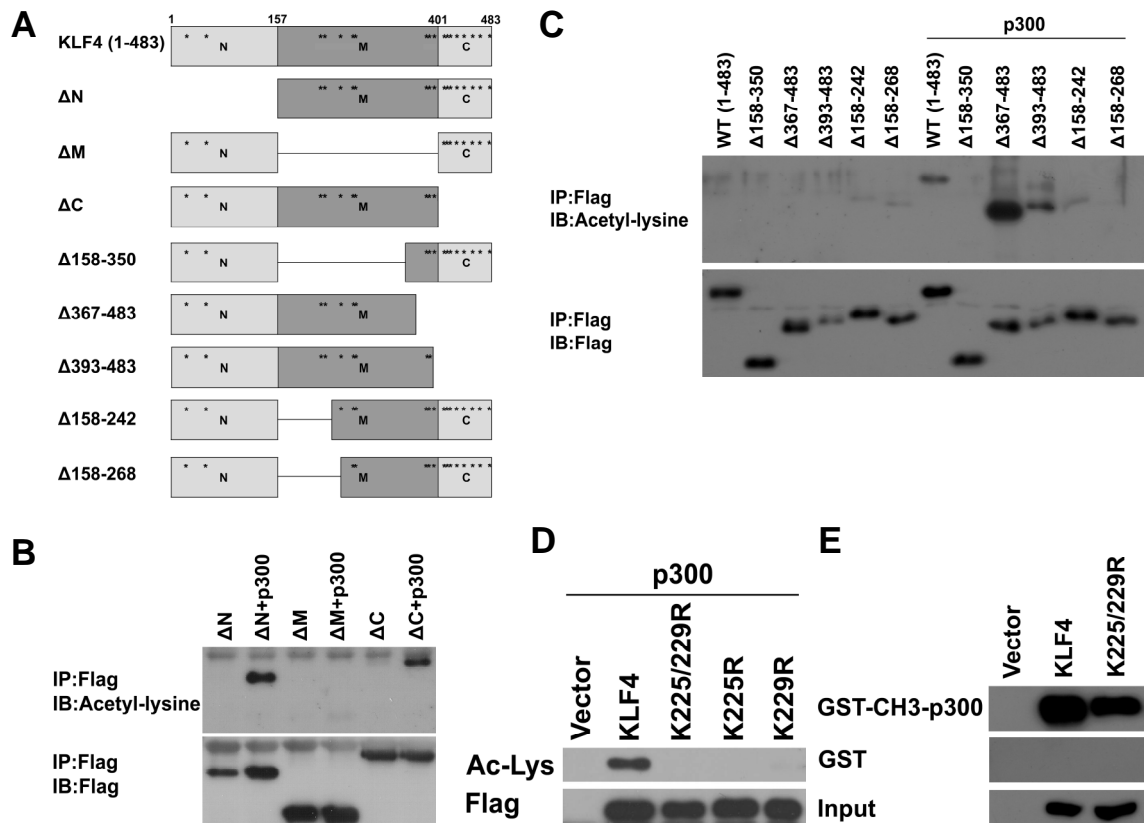 A
1 157 401 483
KLF4 (1-483)
* * N ** * ** M *** ********* C
ΔN
** * ** M *** ********* C
ΔM
* * N ********* C
ΔC
* * N ** * ** M ***
Δ158-350
* * N *** ********* C
Δ367-483
* * N ** * ** M
Δ393-483
* * N ** * ** M **
Δ158-242
* * N * ** M *** ********* C
Δ158-268
* * N ** M *** ********* C
B
ΔN
ΔN+p300
ΔM
ΔM+p300
ΔC
ΔC+p300
IP:Flag
IB:Acetyl-lysine
IP:Flag
IB:Flag
C
p300
WT (1-483)
Δ158-350
Δ367-483
Δ393-483
Δ158-242
Δ158-268
WT (1-483)
Δ158-350
Δ367-483
Δ393-483
Δ158-242
Δ158-268
IP:Flag
IB:Acetyl-lysine
IP:Flag
IB:Flag
D
p300
Vector
KLF4
K225/229R
K225R
K229R
Ac-Lys
Flag
E
Vector
KLF4
K225/229R
GST-CH3-p300
GST
Input